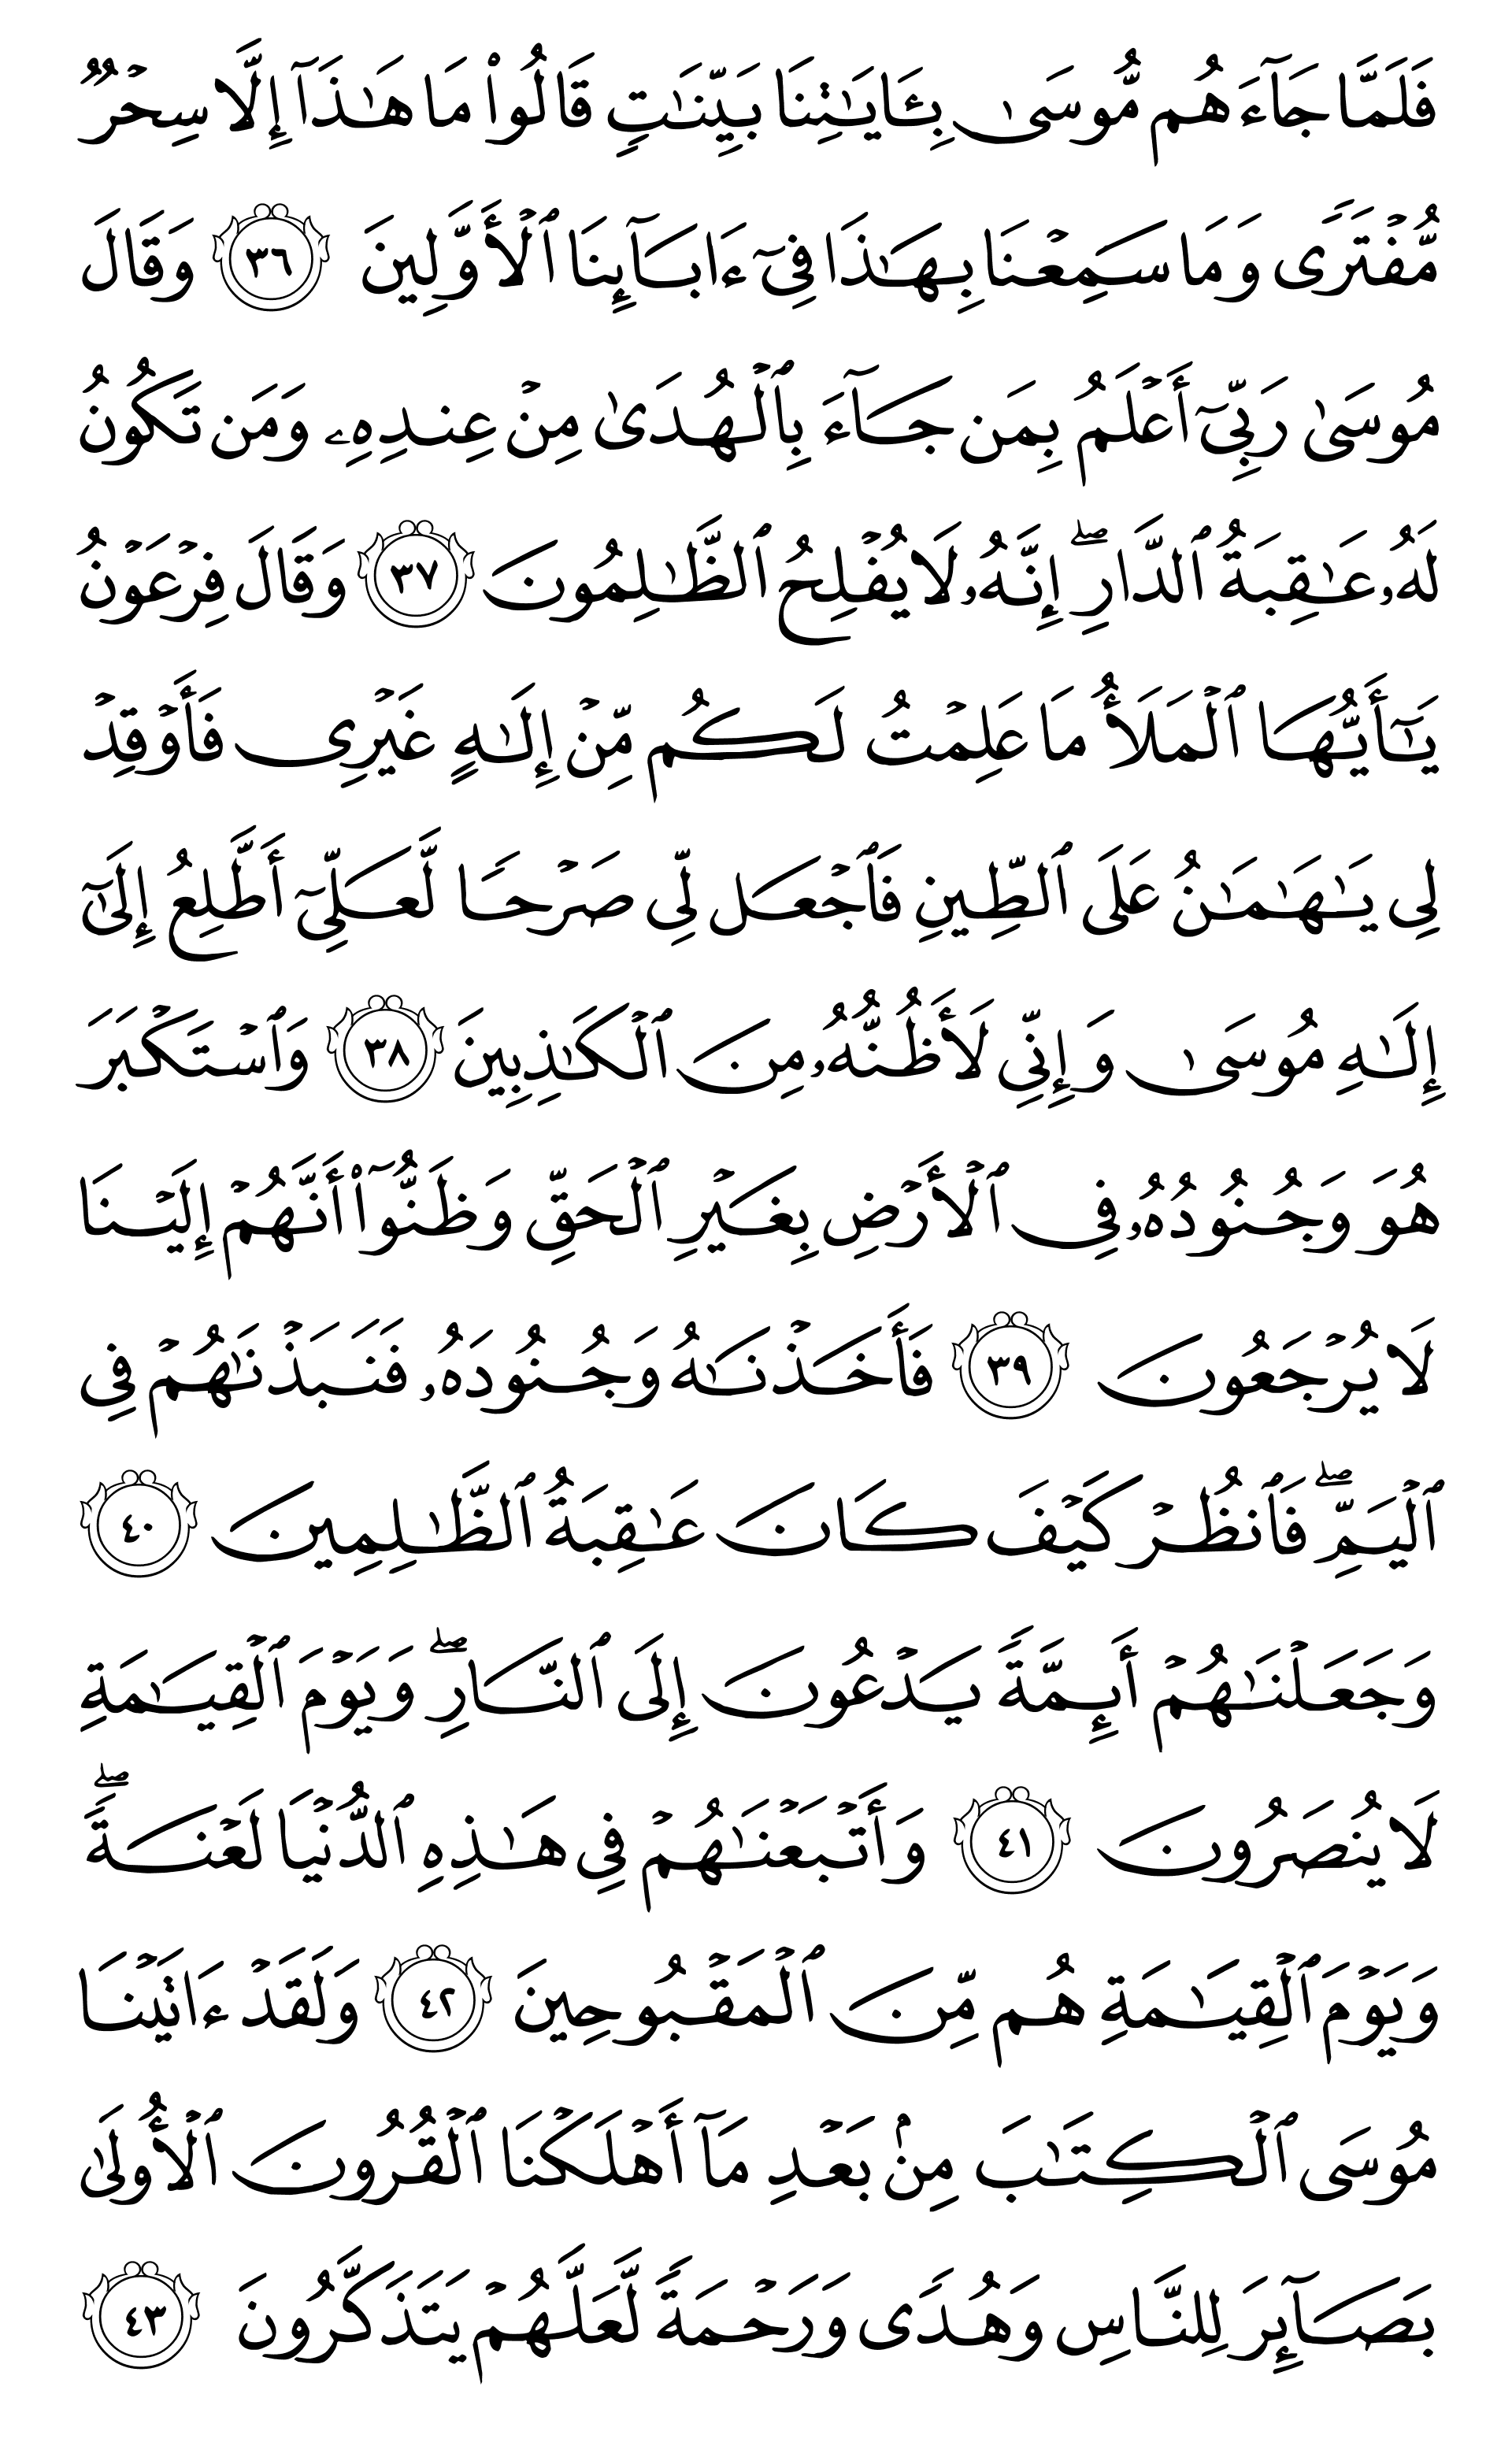 فَلَمَّا جَآءَهُم مُّوسَىٰ بِـَٔايَـٰتِنَا بَيِّنَـٰتٍ قَالُوا۟ مَا هَـٰذَآ إِلَّا سِحْرٌ
مُّفْتَرًى وَمَا سَمِعْنَا بِهَـٰذَا فِىٓ ءَابَآئِنَا ٱلْأَوَّلِينَ ٣٦ وَقَالَ
مُوسَىٰ رَبِّىٓ أَعْلَمُ بِمَن جَآءَ بِٱلْهُدَىٰ مِنْ عِندِهِۦ وَمَن تَكُونُ
لَهُۥ عَـٰقِبَةُ ٱلدَّارِ ۖ إِنَّهُۥ لَا يُفْلِحُ ٱلظَّـٰلِمُونَ ٣٧ وَقَالَ فِرْعَوْنُ
يَـٰٓأَيُّهَا ٱلْمَلَأُ مَا عَلِمْتُ لَكُم مِّنْ إِلَـٰهٍ غَيْرِى فَأَوْقِدْ
لِى يَـٰهَـٰمَـٰنُ عَلَى ٱلطِّينِ فَٱجْعَل لِّى صَرْحًا لَّعَلِّىٓ أَطَّلِعُ إِلَىٰٓ
إِلَـٰهِ مُوسَىٰ وَإِنِّى لَأَظُنُّهُۥ مِنَ ٱلْكَـٰذِبِينَ ٣٨ وَٱسْتَكْبَرَ
هُوَ وَجُنُودُهُۥ فِى ٱلْأَرْضِ بِغَيْرِ ٱلْحَقِّ وَظَنُّوٓا۟ أَنَّهُمْ إِلَيْنَا
لَا يُرْجَعُونَ ٣٩ فَأَخَذْنَـٰهُ وَجُنُودَهُۥ فَنَبَذْنَـٰهُمْ فِى
ٱلْيَمِّ ۖ فَٱنظُرْ كَيْفَ كَانَ عَـٰقِبَةُ ٱلظَّـٰلِمِينَ ٤٠
وَجَعَلْنَـٰهُمْ أَئِمَّةً يَدْعُونَ إِلَى ٱلنَّارِ ۖ وَيَوْمَ ٱلْقِيَـٰمَةِ
لَا يُنصَرُونَ ٤١ وَأَتْبَعْنَـٰهُمْ فِى هَـٰذِهِ ٱلدُّنْيَا لَعْنَةً ۖ
وَيَوْمَ ٱلْقِيَـٰمَةِ هُم مِّنَ ٱلْمَقْبُوحِينَ ٤٢ وَلَقَدْ ءَاتَيْنَا
مُوسَى ٱلْكِتَـٰبَ مِنۢ بَعْدِ مَآ أَهْلَكْنَا ٱلْقُرُونَ ٱلْأُولَىٰ
بَصَآئِرَ لِلنَّاسِ وَهُدًى وَرَحْمَةً لَّعَلَّهُمْ يَتَذَكَّرُونَ ٤٣